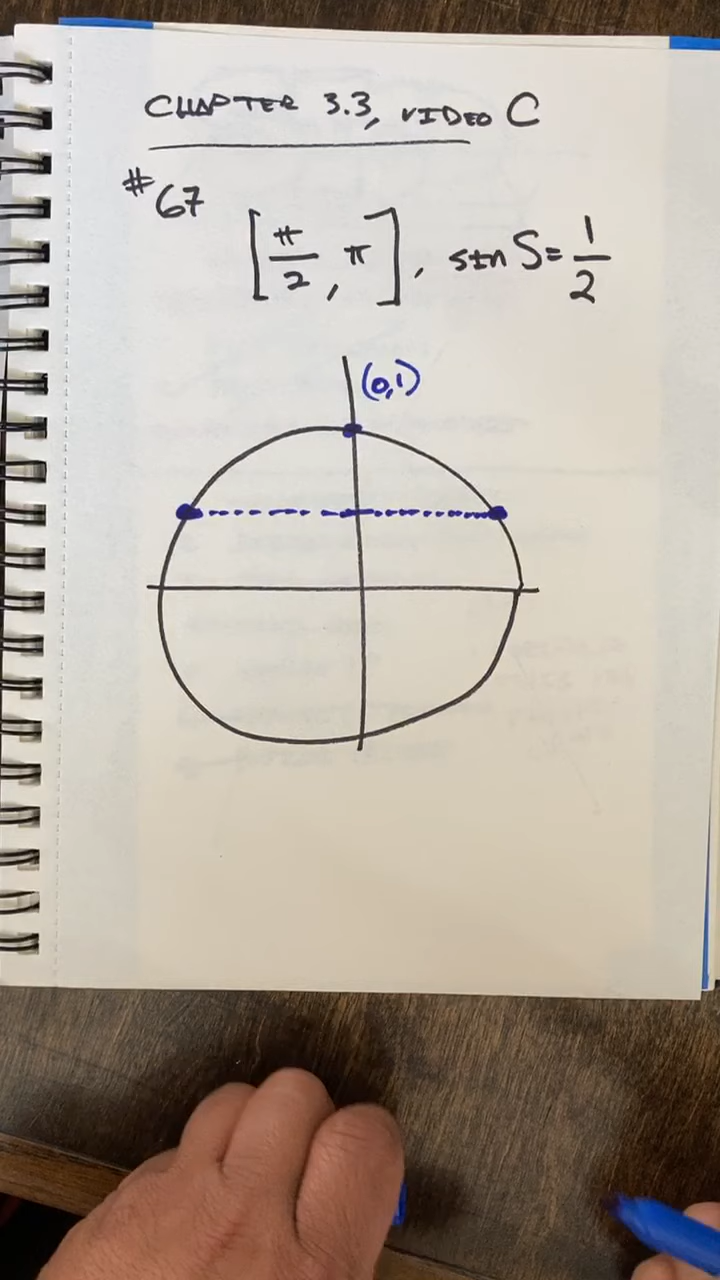 CHAPTER 3.3, VIDEO C
#67
[π/2, π], sin S = 1/2
(0,1)